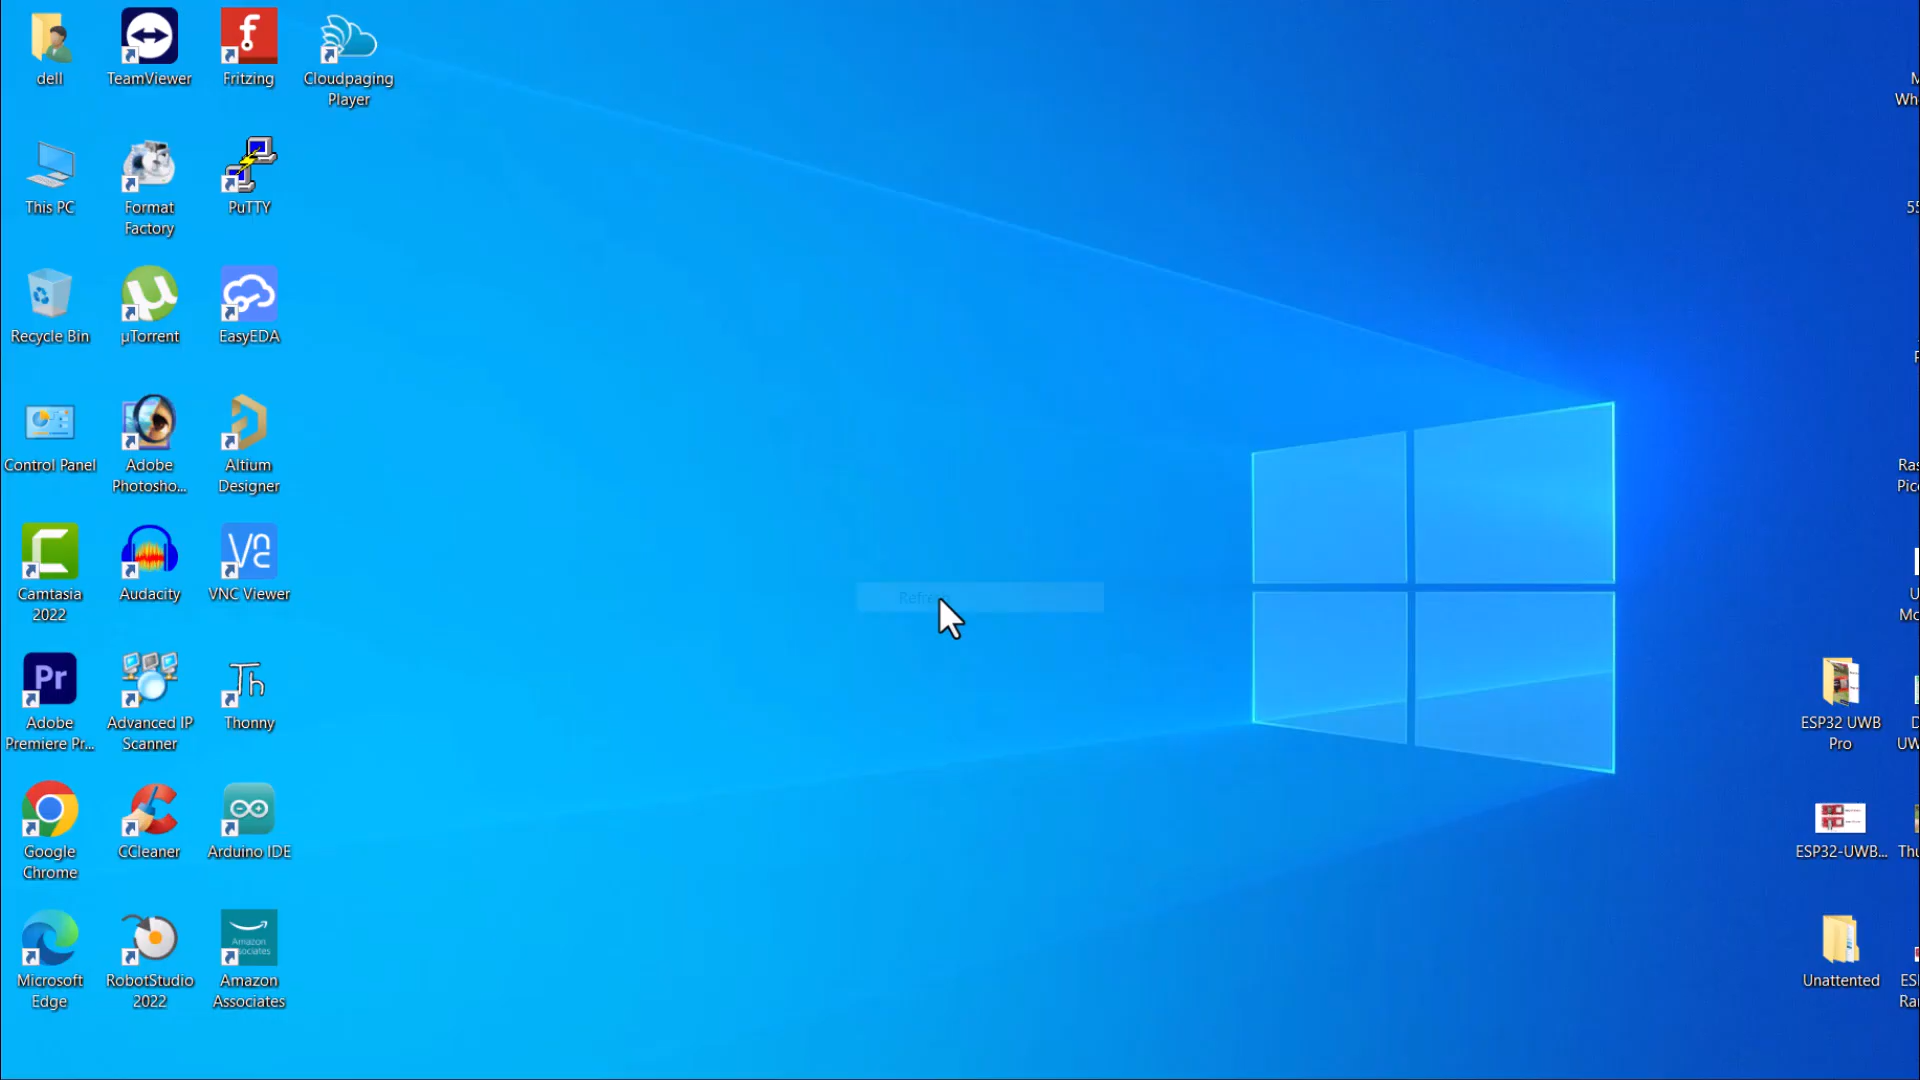 dell
TeamViewer
Fritzing
Cloudpaging
Player
This PC
Format
Factory
PuTTY
Recycle Bin
µTorrent
EasyEDA
Control Panel
Adobe
Photosho...
Altium
Designer
Camtasia
2022
Audacity
VNC Viewer
Adobe
Premiere Pr...
Advanced IP
Scanner
Thonny
Google
Chrome
CCleaner
Arduino IDE
Microsoft
Edge
RobotStudio
2022
Amazon
Associates
Refresh
ESP32 UWB
Pro
ESP32-UWB...
Unattented